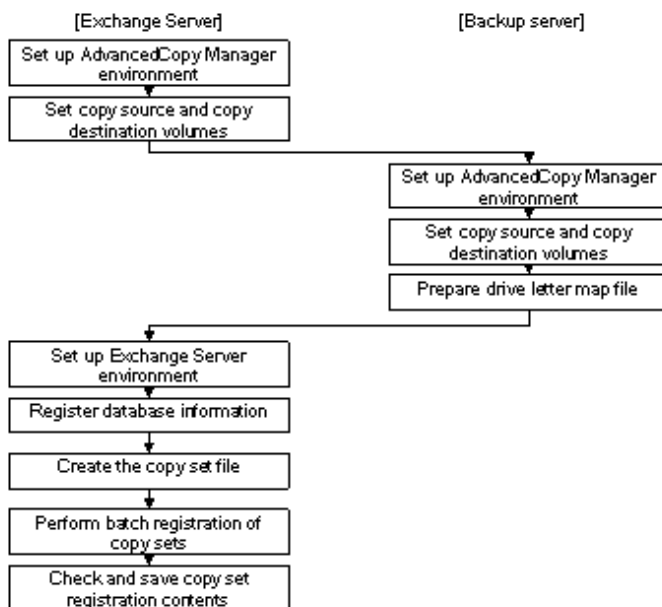 [Exchange Server]
[Backup server]
Set up AdvancedCopy Manager
environment
Set copy source and copy
destination volumes
Set up AdvancedCopy Manager
environment
Set copy source and copy
destination volumes
Prepare drive letter map file
Set up Exchange Server
environment
Register database information
Create the copy set file
Perform batch registration of
copy sets
Check and save copy set
registration contents